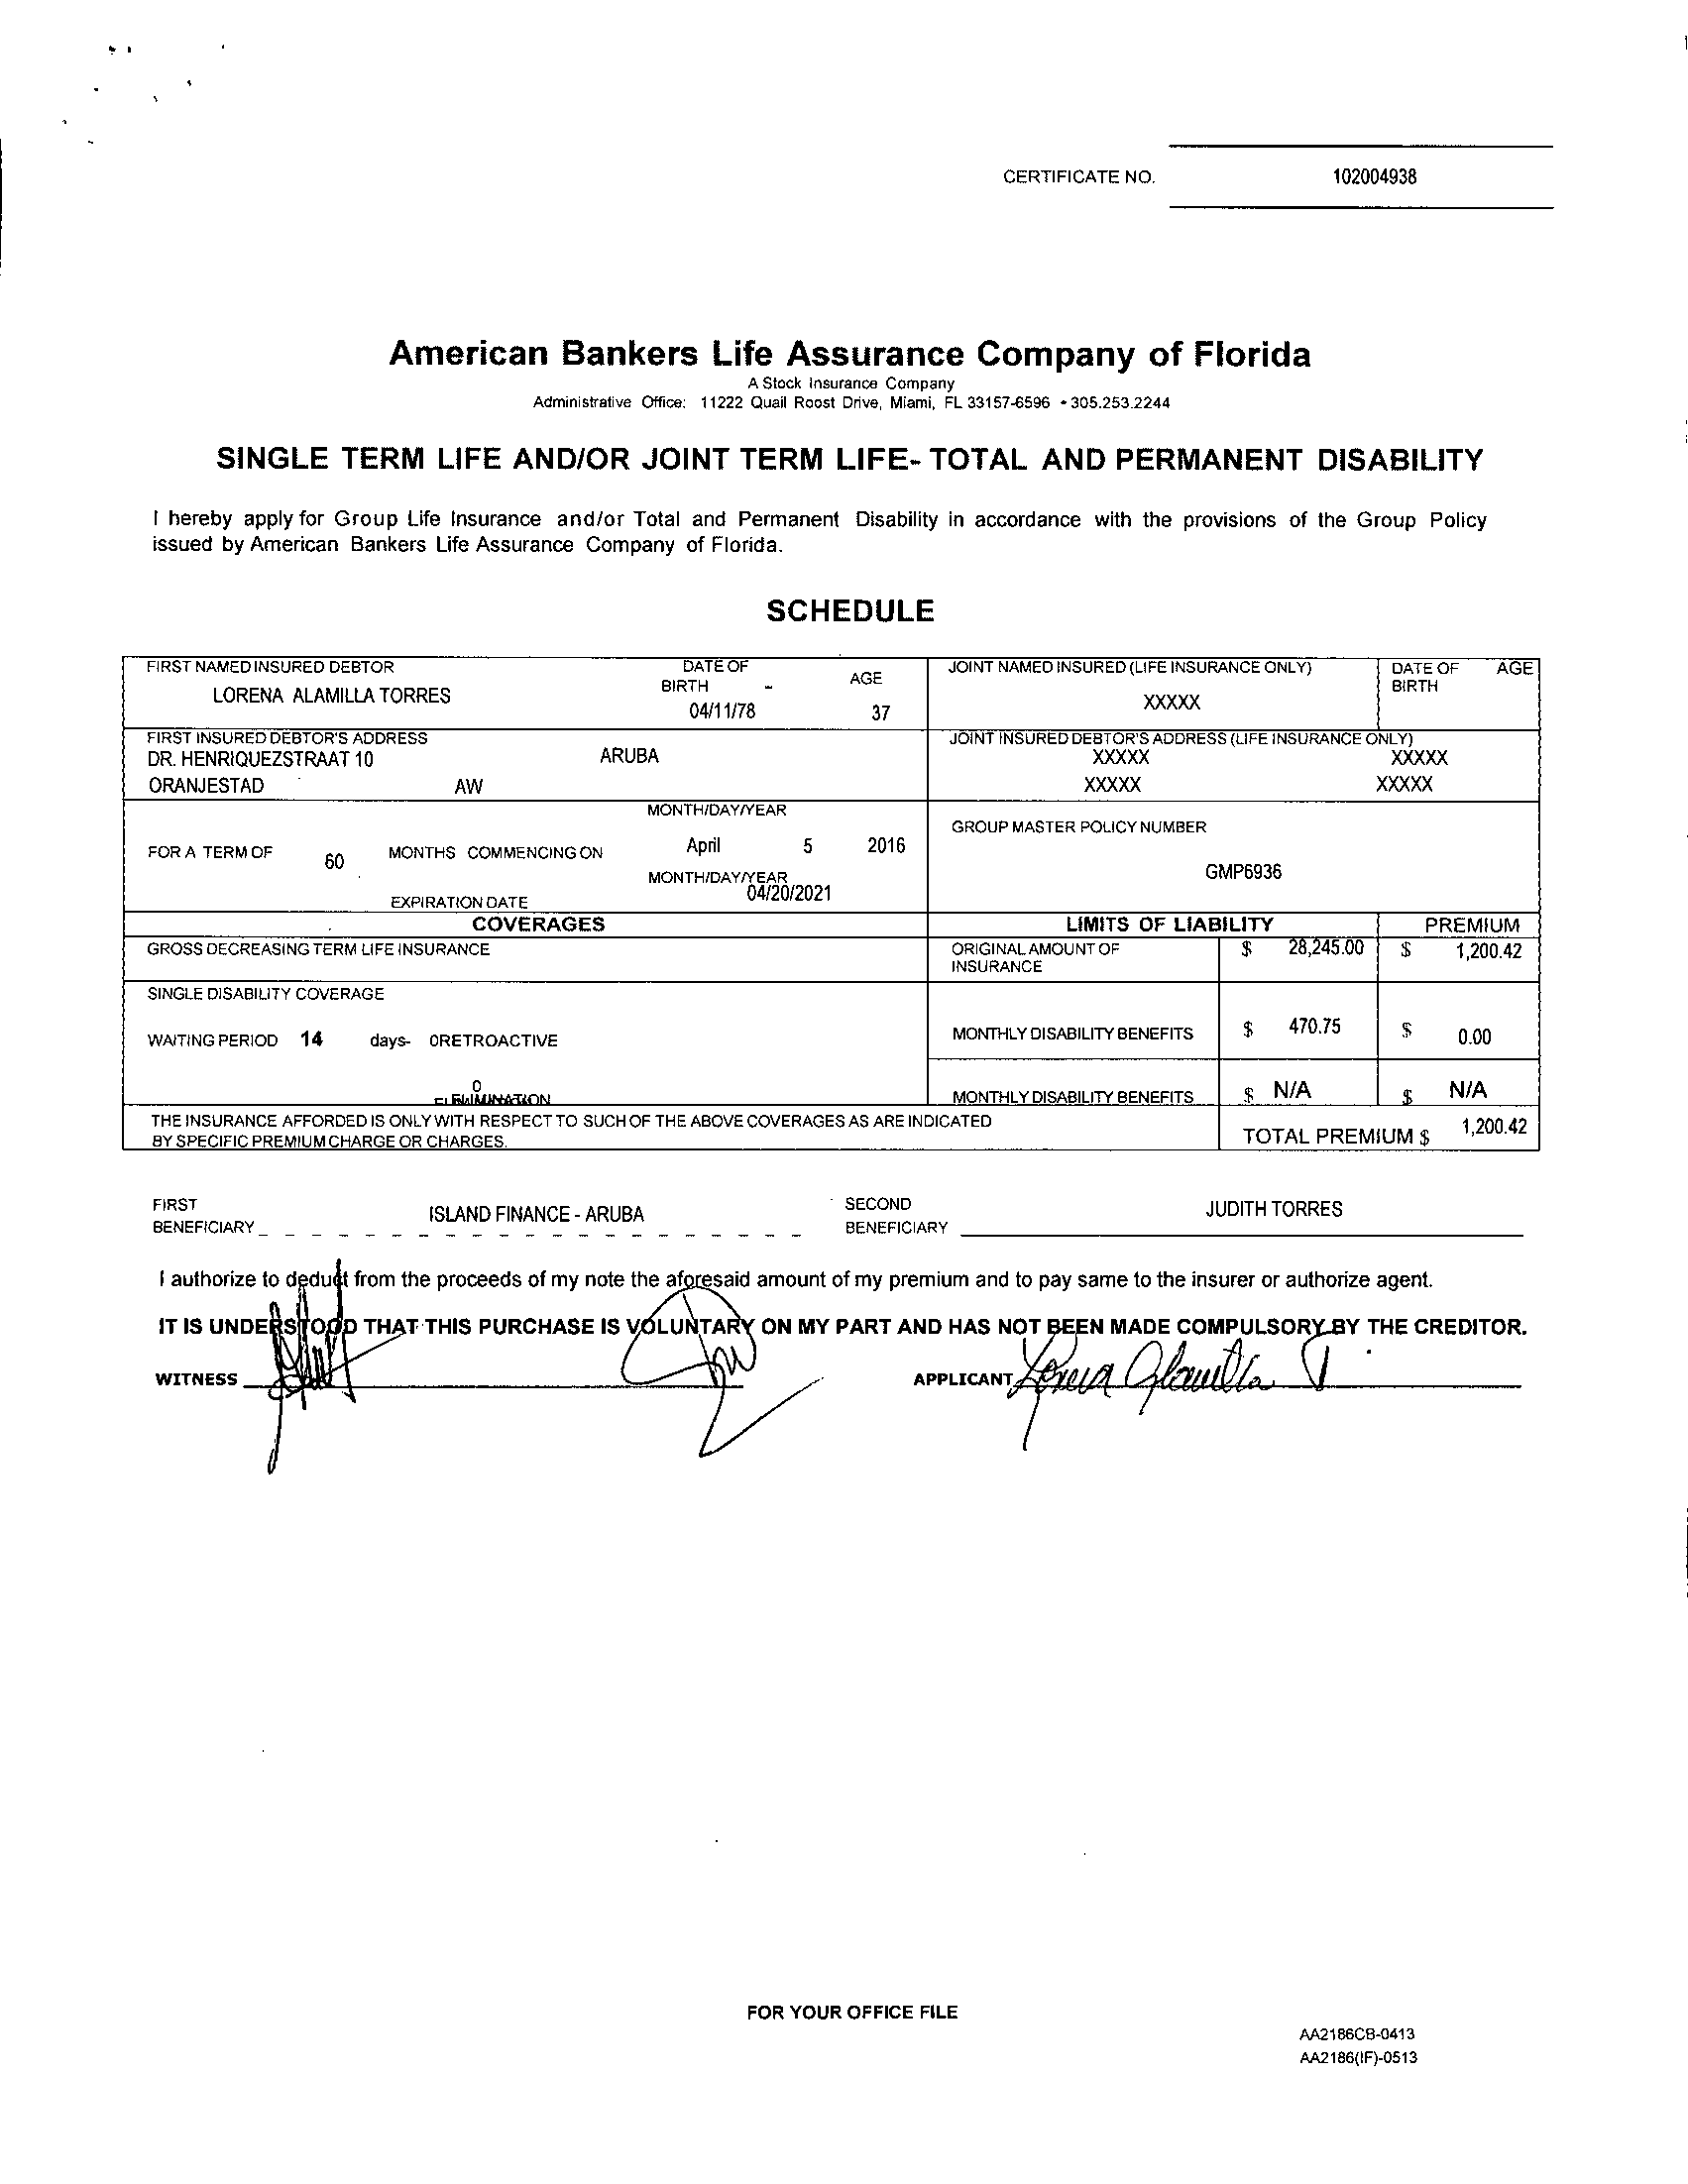 CERTIFICATE NO. 102004938
American Bankers Life Assurance Company of Florida
A Stock Insurance Company
Administrative Office: 11222 Quail Roost Drive, Miami, FL 33157-6596 • 305.253.2244
SINGLE TERM LIFE AND/OR JOINT TERM LIFE- TOTAL AND PERMANENT DISABILITY
I hereby apply for Group Life Insurance and/or Total and Permanent Disability in accordance with the provisions of the Group Policy
issued by American Bankers Life Assurance Company of Florida.
SCHEDULE
FIRST NAMED INSURED DEBTOR
LORENA ALAMILLA TORRES
DATE OF
BIRTH -
04/11/78
AGE
37
JOINT NAMED INSURED (LIFE INSURANCE ONLY)
XXXXX
DATE OF
BIRTH
AGE
FIRST INSURED DEBTOR'S ADDRESS
DR. HENRIQUEZSTRAAT 10 ARUBA
ORANJESTAD AW
JOINT INSURED DEBTOR'S ADDRESS (LIFE INSURANCE ONLY)
XXXXX XXXXX
XXXXX XXXXX
MONTH/DAY/YEAR
FOR A TERM OF 60 MONTHS COMMENCING ON April 5 2016
MONTH/DAY/YEAR
EXPIRATION DATE 04/20/2021
GROUP MASTER POLICY NUMBER
GMP6936
COVERAGES LIMITS OF LIABILITY PREMIUM
GROSS DECREASING TERM LIFE INSURANCE
ORIGINAL AMOUNT OF
INSURANCE
$ 28,245.00 $ 1,200.42
SINGLE DISABILITY COVERAGE
WAITING PERIOD 14 days- 0RETROACTIVE
MONTHLY DISABILITY BENEFITS $ 470.75 $ 0.00
0
ELIMINATION
MONTHLY DISABILITY BENEFITS $ N/A $ N/A
THE INSURANCE AFFORDED IS ONLY WITH RESPECT TO SUCH OF THE ABOVE COVERAGES AS ARE INDICATED
BY SPECIFIC PREMIUM CHARGE OR CHARGES.
TOTAL PREMIUM $ 1,200.42
FIRST
BENEFICIARY ISLAND FINANCE - ARUBA
SECOND
BENEFICIARY JUDITH TORRES
I authorize to deduct from the proceeds of my note the aforesaid amount of my premium and to pay same to the insurer or authorize agent.
IT IS UNDERSTOOD THAT THIS PURCHASE IS VOLUNTARY ON MY PART AND HAS NOT BEEN MADE COMPULSORY BY THE CREDITOR.
WITNESS
APPLICANT Lorena Alamilla T
FOR YOUR OFFICE FILE
AA2186CB-0413
AA2186(IF)-0513